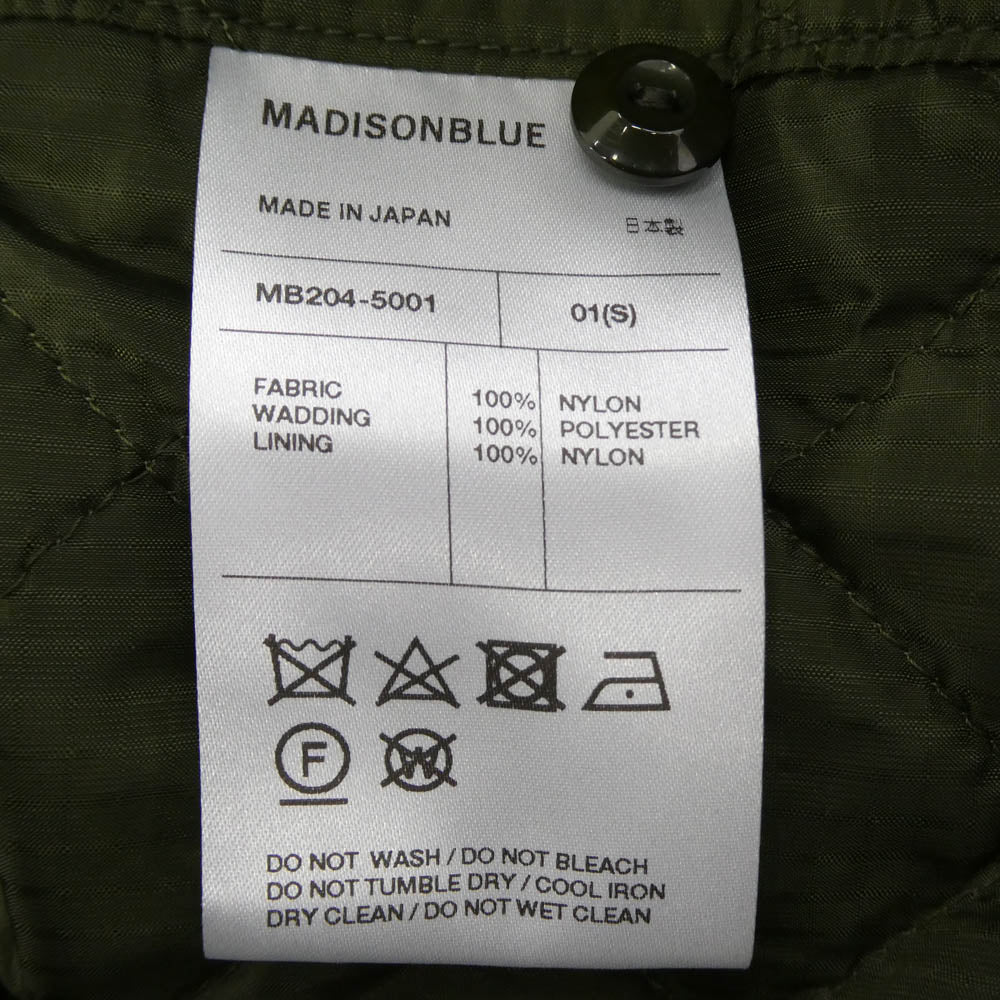 MADISONBLUE
MADE IN JAPAN 日本製
MB204-5001 01(S)
FABRIC 100% NYLON
WADDING 100% POLYESTER
LINING 100% NYLON
F W
DO NOT WASH / DO NOT BLEACH
DO NOT TUMBLE DRY / COOL IRON
DRY CLEAN / DO NOT WET CLEAN